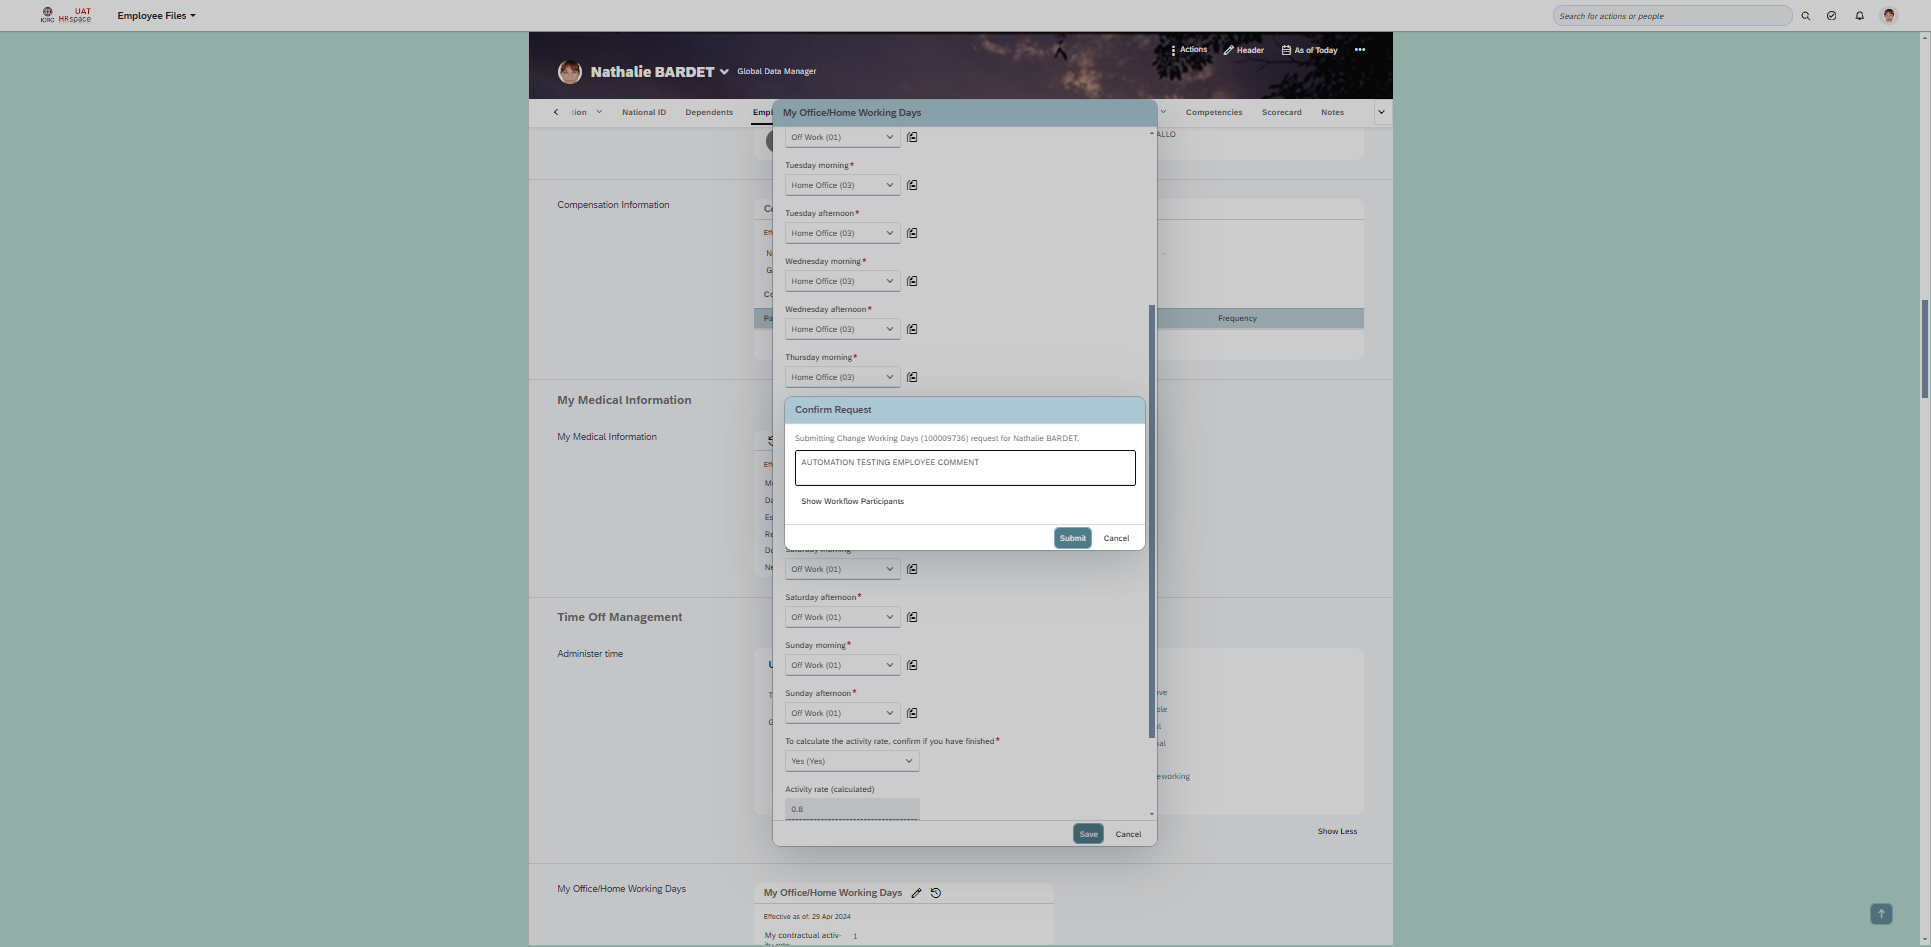 UAT
ICRC HRspace
Employee Files
Search for actions or people
Actions
Header
As of Today
Nathalie BARDET
Global Data Manager
tion
National ID
Dependents
Empl
Competencies
Scorecard
Notes
My Office/Home Working Days
ALLO
Off Work (01)
Tuesday morning*
Home Office (03)
Compensation Information
Tuesday afternoon*
Home Office (03)
Wednesday morning*
Home Office (03)
Wednesday afternoon*
Frequency
Home Office (03)
Thursday morning*
Home Office (03)
My Medical Information
My Medical Information
Confirm Request
Submitting Change Working Days (100009736) request for Nathalie BARDET.
AUTOMATION TESTING EMPLOYEE COMMENT
Show Workflow Participants
Submit
Cancel
Saturday morning
Off Work (01)
Saturday afternoon*
Off Work (01)
Time Off Management
Sunday morning*
Administer time
Off Work (01)
Sunday afternoon*
Off Work (01)
To calculate the activity rate, confirm if you have finished*
Yes (Yes)
eworking
Activity rate (calculated)
0.8
Save
Cancel
Show Less
My Office/Home Working Days
My Office/Home Working Days
Effective as of: 29 Apr 2024
My contractual activ-
1